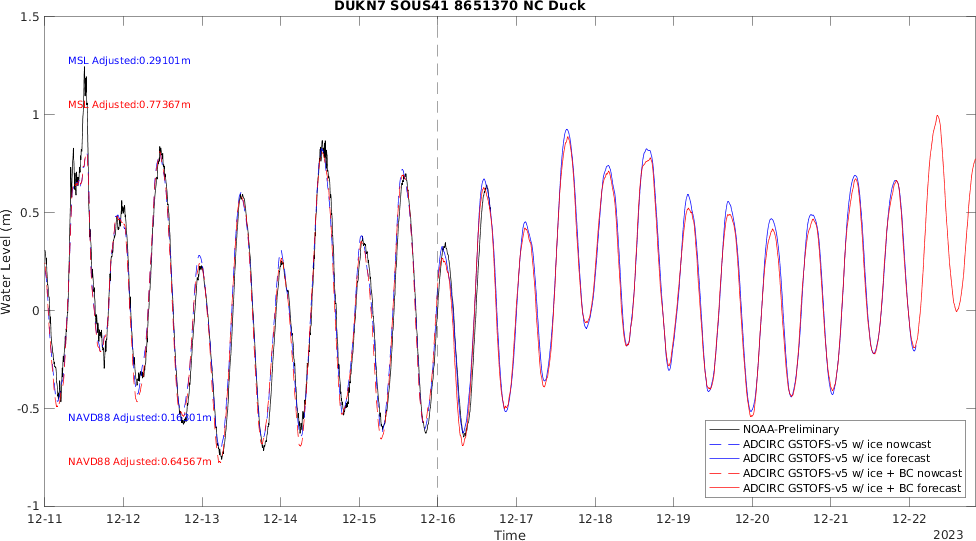 DUKN7 SOUS41 8651370 NC Duck
1.5
MSL Adjusted:0.29101m
MSL Adjusted:0.77367m
1
0.5
Water Level (m)
0
-0.5
NAVD88 Adjusted:0.16301m
NAVD88 Adjusted:0.64567m
NOAA-Preliminary
ADCIRC GSTOFS-v5 w/ ice nowcast
ADCIRC GSTOFS-v5 w/ ice forecast
ADCIRC GSTOFS-v5 w/ ice + BC nowcast
ADCIRC GSTOFS-v5 w/ ice + BC forecast
-1
12-11 12-12 12-13 12-14 12-15 12-16 12-17 12-18 12-19 12-20 12-21 12-22
Time
2023